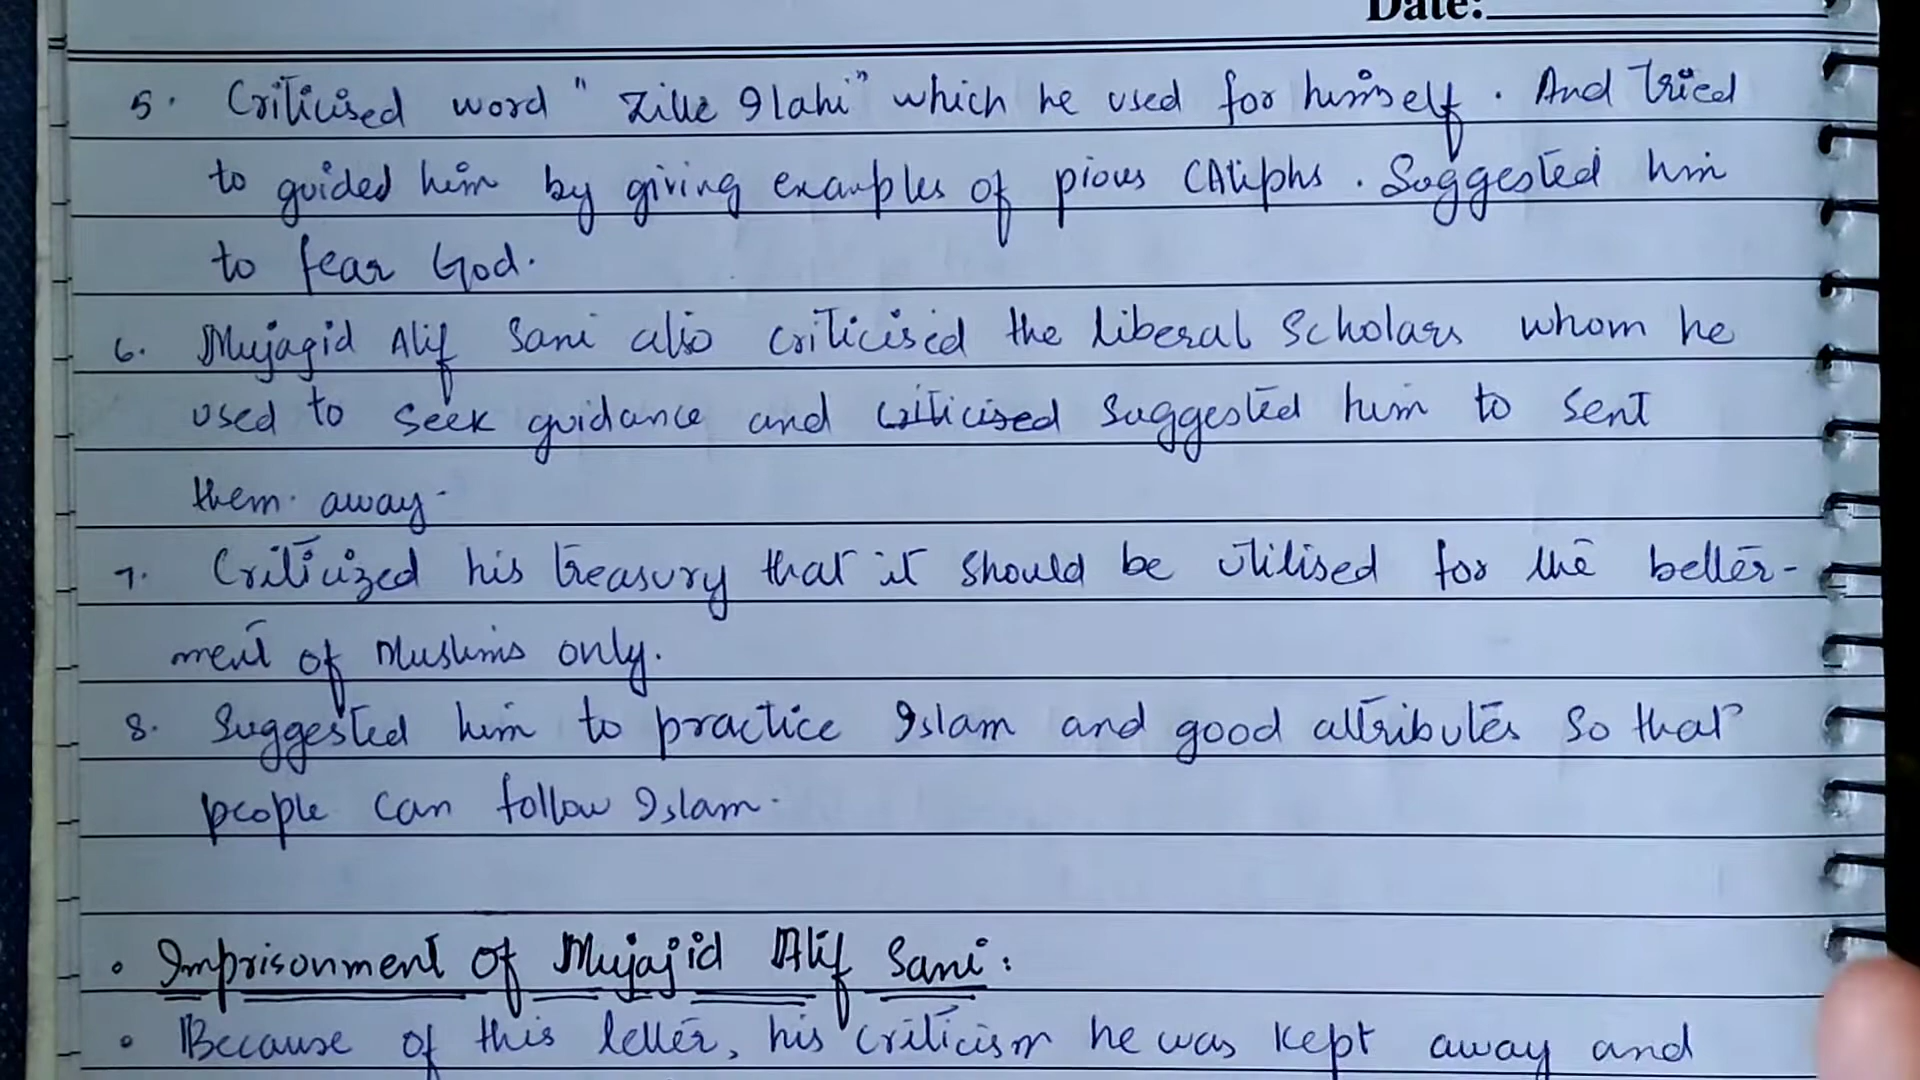 Date:
5. Criticised word "Zille Ilahi" which he used for himself. And tried
to guided him by giving examples of pious CAliphs. Suggested him
to fear God.
6. Mujagid Alif Sani also criticised the liberal Scholars whom he
used to seek guidance and criticised suggested him to sent
them away.
7. Criticized his treasury that it should be utilised for the better-
ment of Muslims only.
8. Suggested him to practice Islam and good attributes so that
people can follow Islam.
• Imprisonment of Mujajid Alif Sani:
• Because of this letter, his criticism he was kept away and